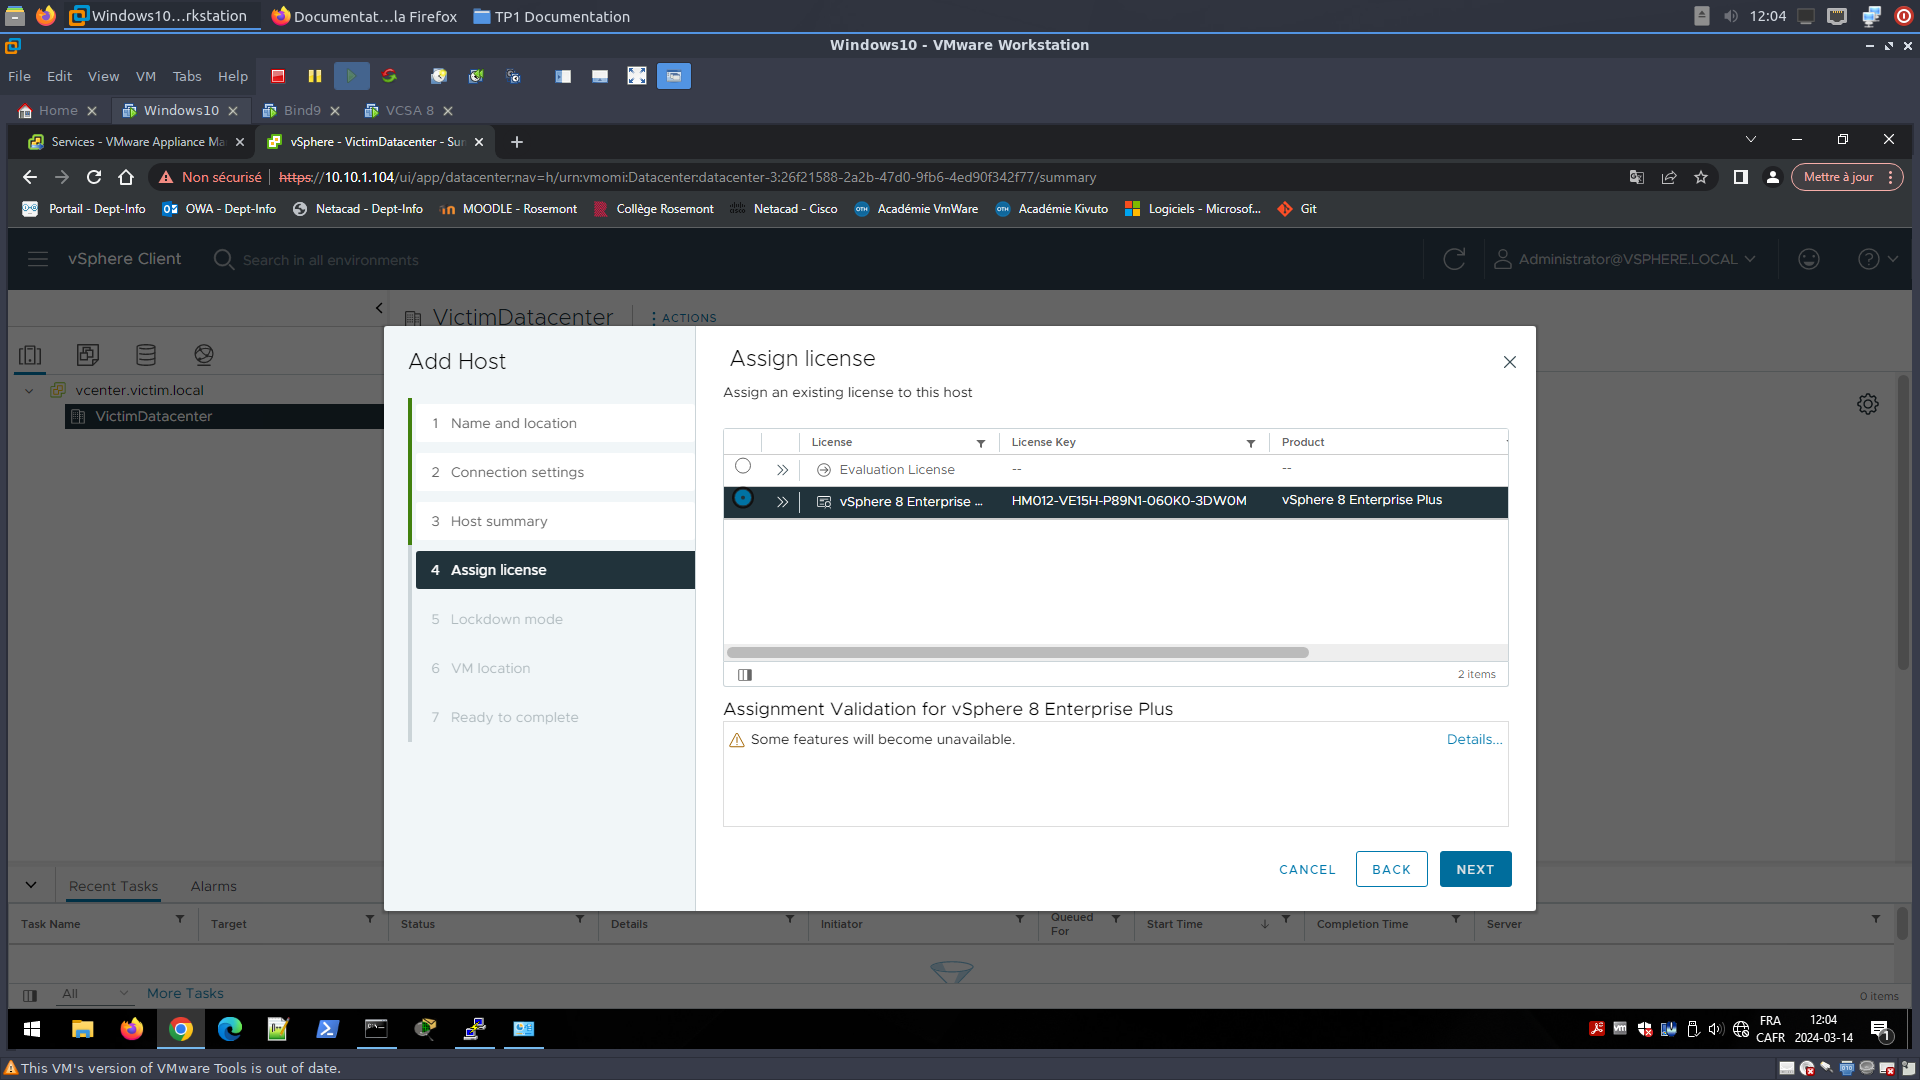 Windows10...rkstation
Documentat...la Firefox
TP1 Documentation
12:04
Windows10 - VMware Workstation
File Edit View VM Tabs Help
Home
Windows10
Bind9
VCSA 8
Services - VMware Appliance Ma
vSphere - VictimDatacenter - Sum
Non sécurisé
https://10.10.1.104/ui/app/datacenter;nav=h/urn:vmomi:Datacenter:datacenter-3:26f21588-2a2b-47d0-9fb6-4ed90f342f77/summary
Mettre à jour
Portail - Dept-Info
OWA - Dept-Info
Netacad - Dept-Info
MOODLE - Rosemont
Collège Rosemont
Netacad - Cisco
Académie VmWare
Académie Kivuto
Logiciels - Microsof...
Git
vSphere Client
Search in all environments
Administrator@VSPHERE.LOCAL
VictimDatacenter
ACTIONS
vcenter.victim.local
VictimDatacenter
Add Host
1 Name and location
2 Connection settings
3 Host summary
4 Assign license
5 Lockdown mode
6 VM location
7 Ready to complete
Assign license
Assign an existing license to this host
License License Key Product
Evaluation License -- --
vSphere 8 Enterprise ... HM012-VE15H-P89N1-060K0-3DW0M vSphere 8 Enterprise Plus
2 items
Assignment Validation for vSphere 8 Enterprise Plus
Some features will become unavailable.
Details...
CANCEL
BACK
NEXT
Recent Tasks
Alarms
Task Name Target Status Details Initiator Queued For Start Time Completion Time Server
All
More Tasks
0 items
FRA
CAFR
12:04
2024-03-14
1
This VM's version of VMware Tools is out of date.